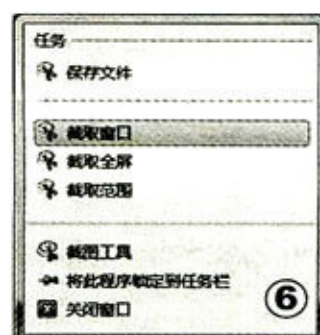 任务
保存文件
截取窗口
截取全屏
截取范围
截图工具
将此程序锁定到任务栏
关闭窗口
⑥